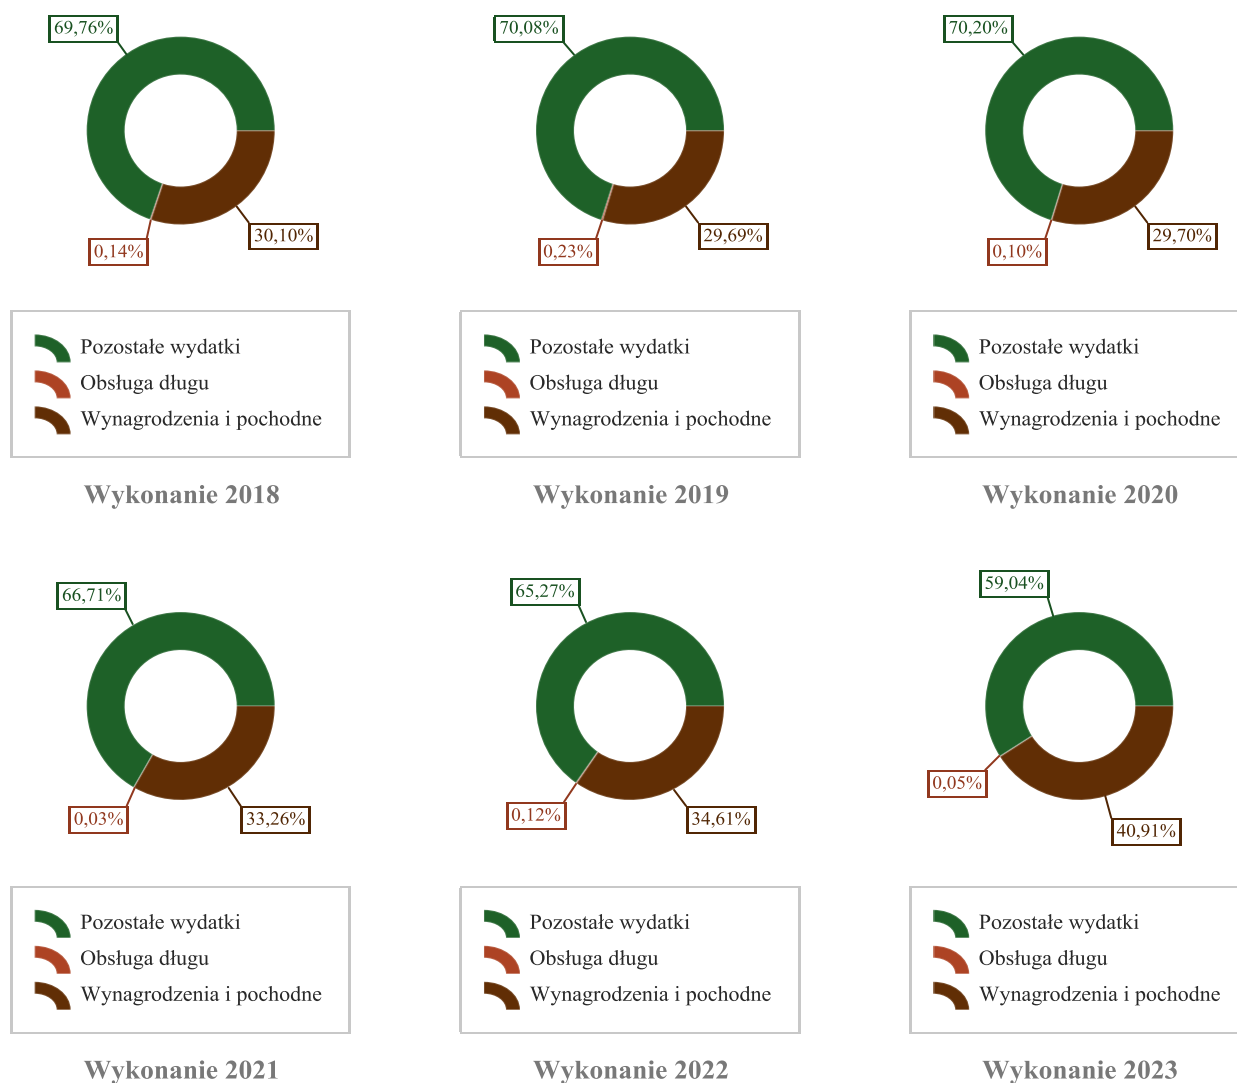 69,76%
0,14%
30,10%
Pozostałe wydatki
Obsługa długu
Wynagrodzenia i pochodne
Wykonanie 2018
70,08%
0,23%
29,69%
Pozostałe wydatki
Obsługa długu
Wynagrodzenia i pochodne
Wykonanie 2019
70,20%
0,10%
29,70%
Pozostałe wydatki
Obsługa długu
Wynagrodzenia i pochodne
Wykonanie 2020
66,71%
0,03%
33,26%
Pozostałe wydatki
Obsługa długu
Wynagrodzenia i pochodne
Wykonanie 2021
65,27%
0,12%
34,61%
Pozostałe wydatki
Obsługa długu
Wynagrodzenia i pochodne
Wykonanie 2022
59,04%
0,05%
40,91%
Pozostałe wydatki
Obsługa długu
Wynagrodzenia i pochodne
Wykonanie 2023